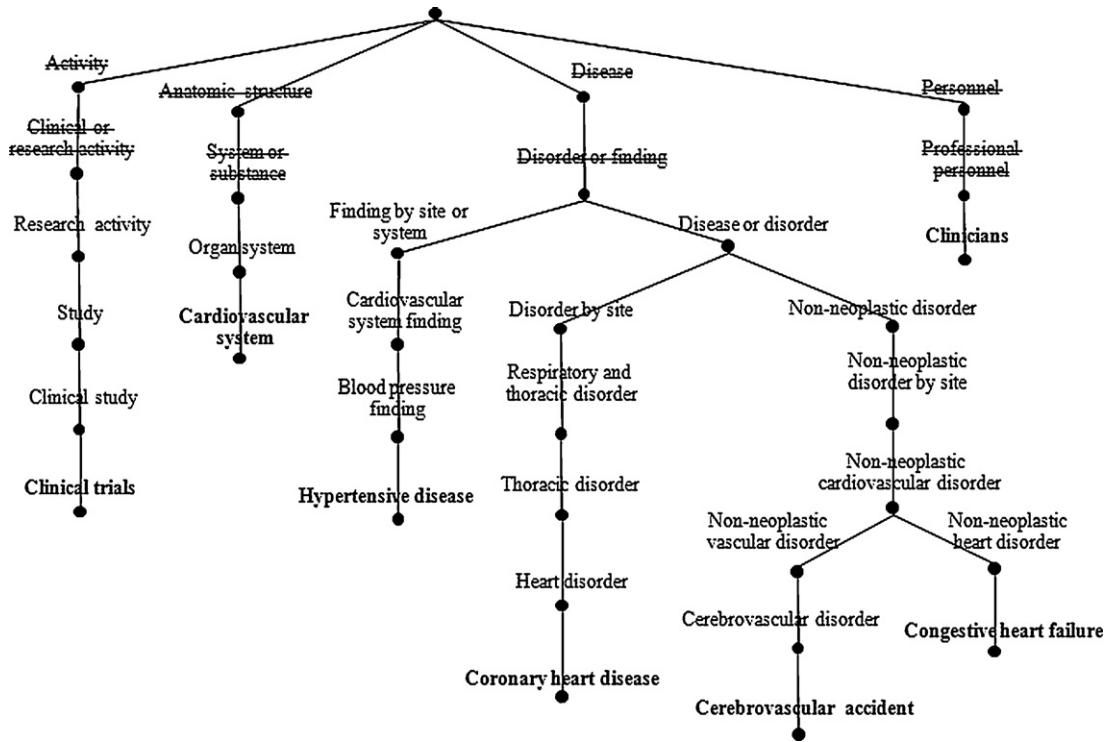 Activity
Clinical or
research activity
Research activity
Study
Clinical study
Clinical trials
Anatomic structure
System or
substance
Organ system
Cardiovascular
system
Disease
Disorder or finding
Finding by site or
system
Cardiovascular
system finding
Blood pressure
finding
Hypertensive disease
Disease or disorder
Disorder by site
Respiratory and
thoracic disorder
Thoracic disorder
Heart disorder
Coronary heart disease
Non-neoplastic disorder
Non-neoplastic
disorder by site
Non-neoplastic
cardiovascular disorder
Non-neoplastic
vascular disorder
Cerebrovascular disorder
Cerebrovascular accident
Non-neoplastic
heart disorder
Congestive heart failure
Personnel
Professional
personnel
Clinicians